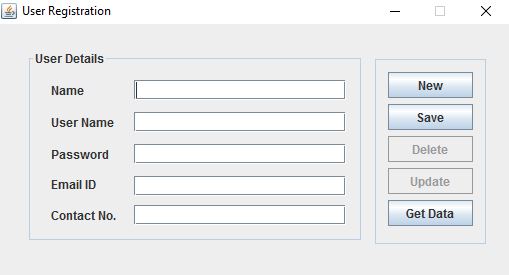 User Registration
User Details
Name
User Name
Password
Email ID
Contact No.
New
Save
Delete
Update
Get Data